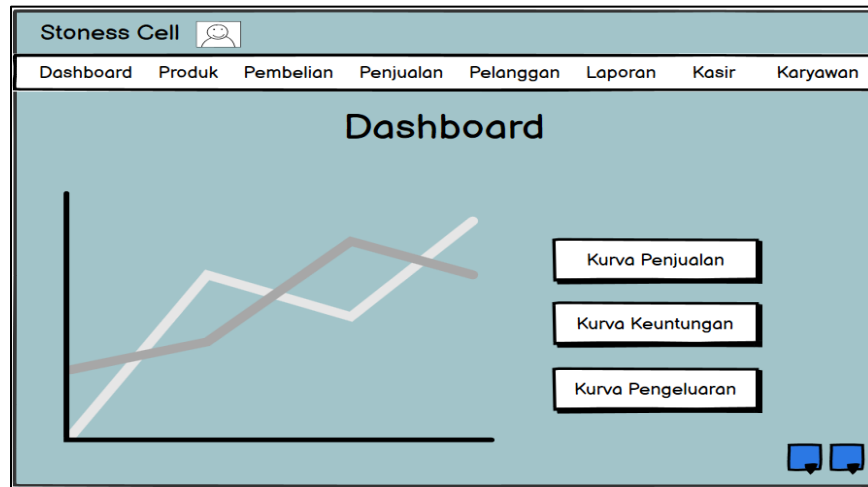 Stoness Cell
Dashboard Produk Pembelian Penjualan Pelanggan Laporan Kasir Karyawan
Dashboard
Kurva Penjualan
Kurva Keuntungan
Kurva Pengeluaran